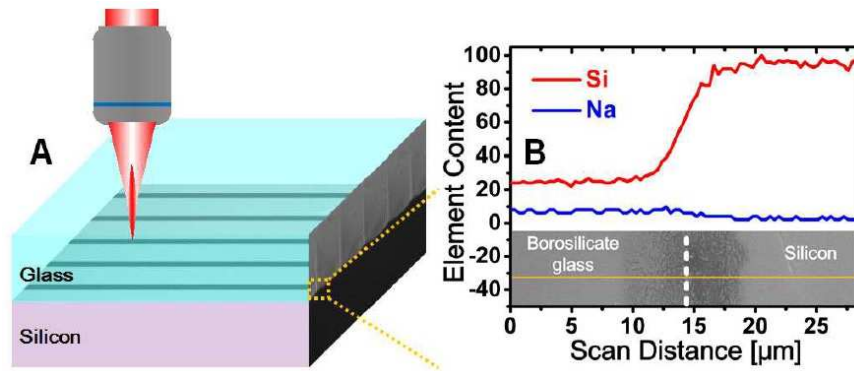 A
Glass
Silicon
B
Si
Na
Element Content
100
80
60
40
20
0
-20
-40
Borosilicate
glass
Silicon
0 5 10 15 20 25
Scan Distance [µm]